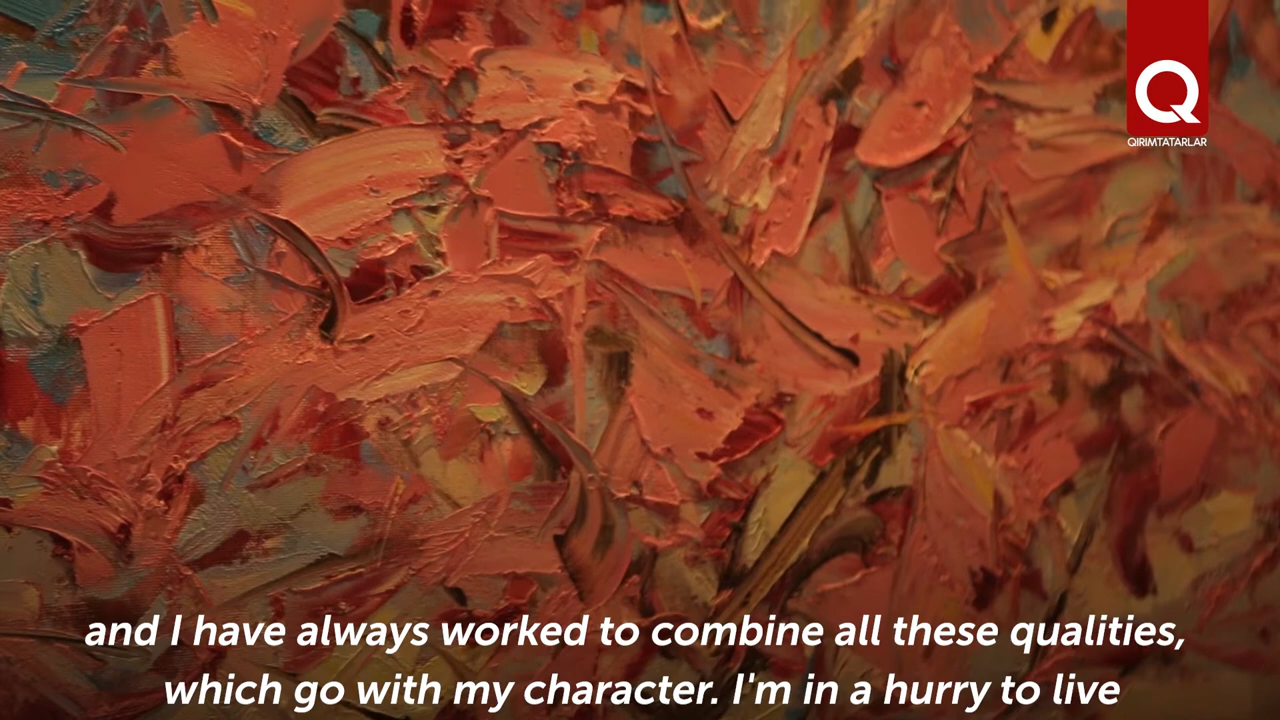 Q
QIRIMTATARLAR
and I have always worked to combine all these qualities,
which go with my character. I'm in a hurry to live